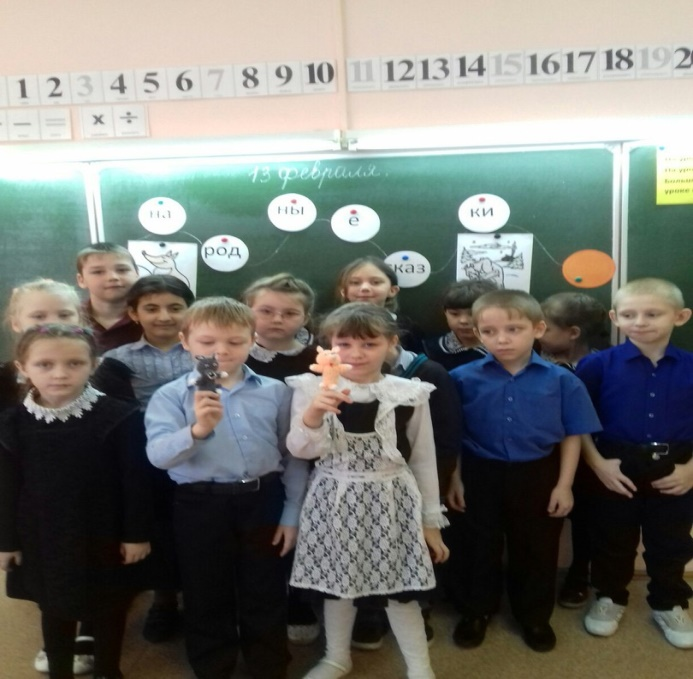 1 2 3 4 5 6 7 8 9 10 11 12 13 14 15 16 17 18 19 20
× ÷
13 февраля.
на род ны е каз ки
уроке